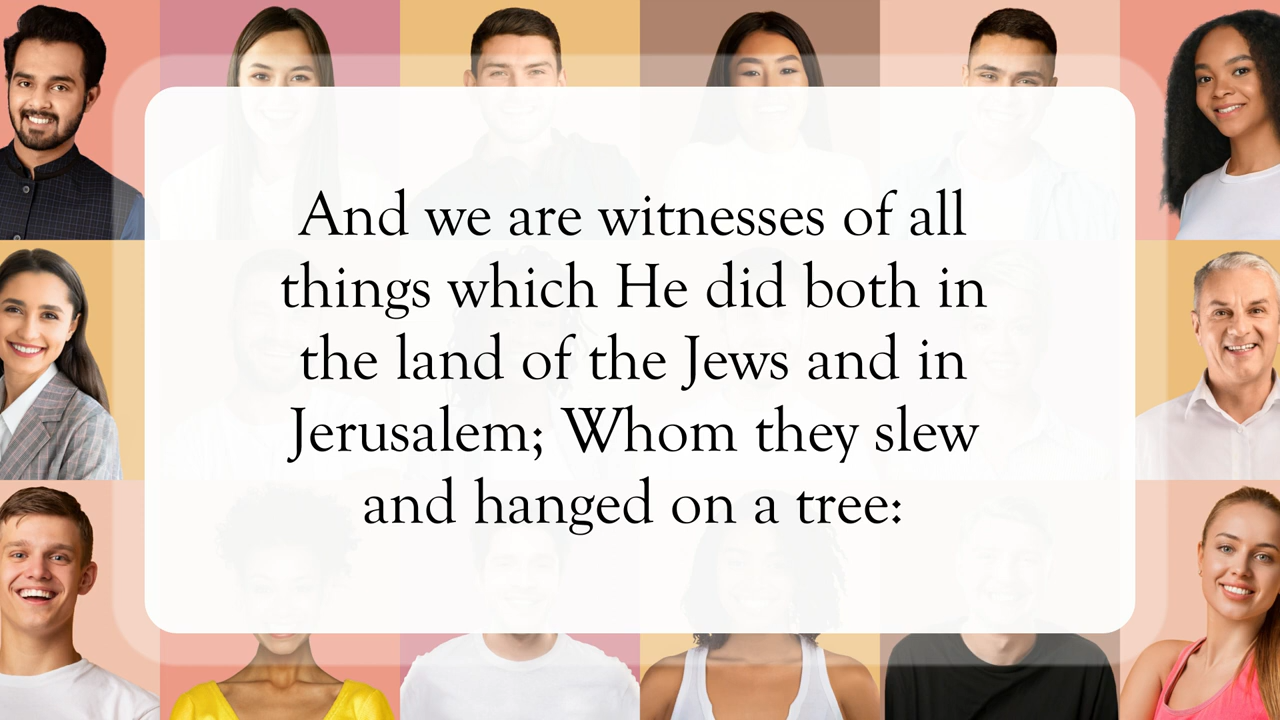 And we are witnesses of all
things which He did both in
the land of the Jews and in
Jerusalem; Whom they slew
and hanged on a tree: